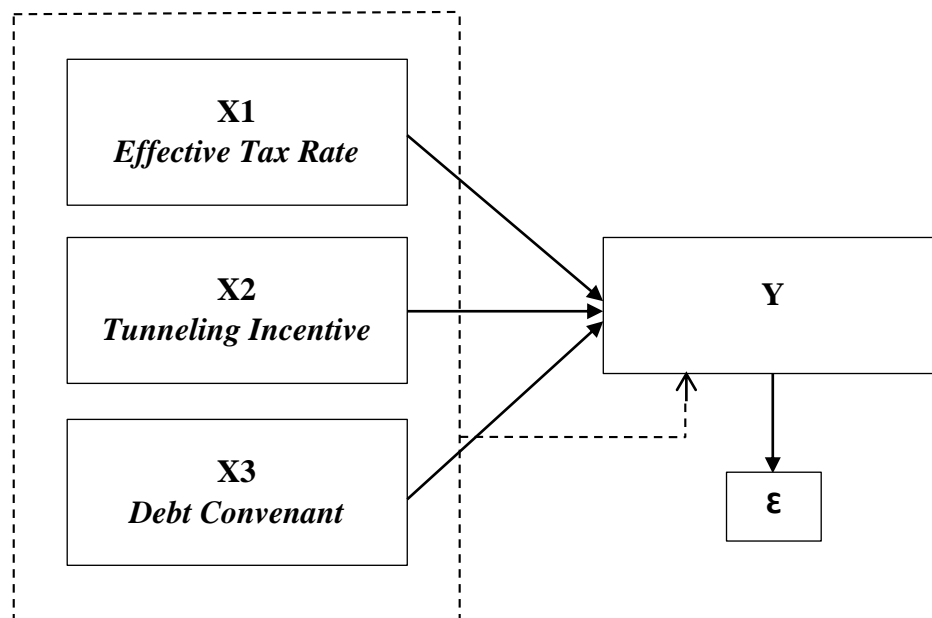 X1
Effective Tax Rate
X2
Tunneling Incentive
X3
Debt Convenant
Y
ε